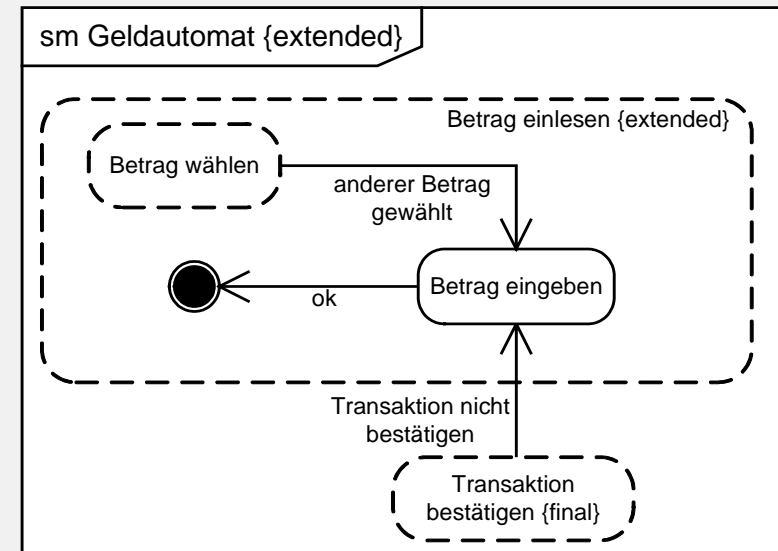 sm Geldautomat {extended}
Betrag einlesen {extended}
Betrag wählen
anderer Betrag
gewählt
Betrag eingeben
ok
Transaktion nicht
bestätigen
Transaktion
bestätigen {final}